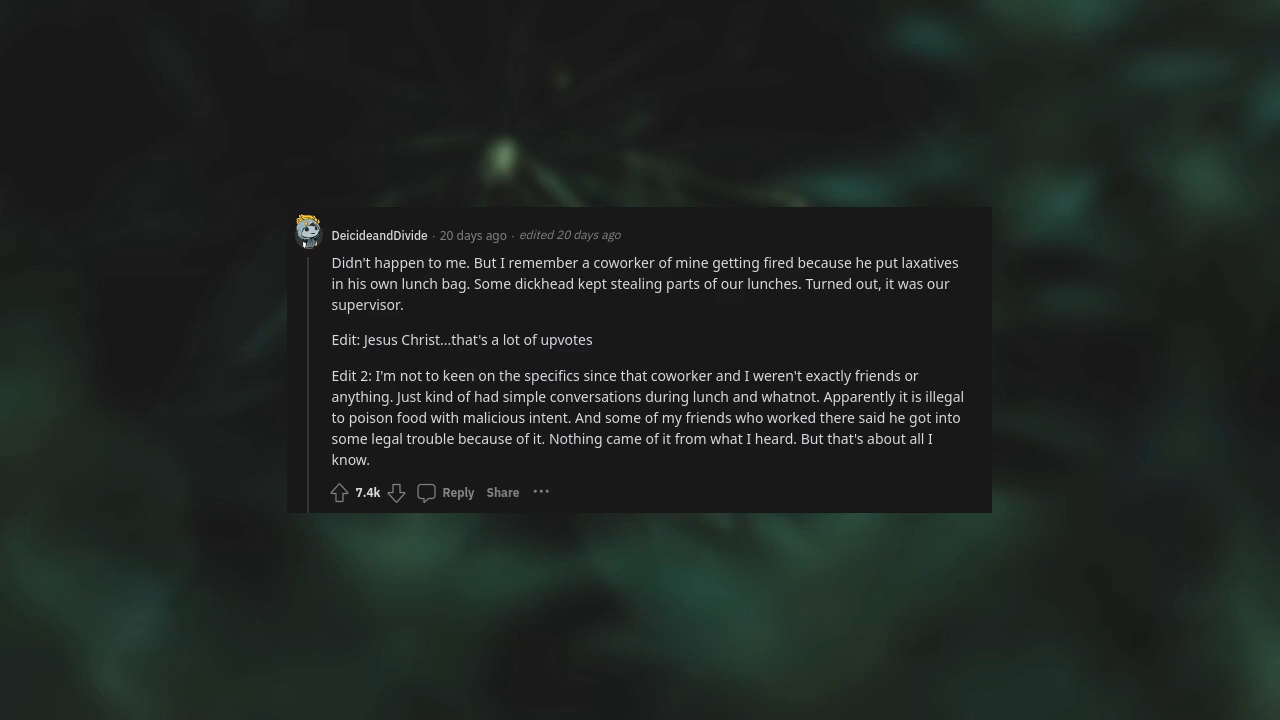 DeicideandDivide · 20 days ago · edited 20 days ago
Didn't happen to me. But I remember a coworker of mine getting fired because he put laxatives
in his own lunch bag. Some dickhead kept stealing parts of our lunches. Turned out, it was our
supervisor.
Edit: Jesus Christ...that's a lot of upvotes
Edit 2: I'm not to keen on the specifics since that coworker and I weren't exactly friends or
anything. Just kind of had simple conversations during lunch and whatnot. Apparently it is illegal
to poison food with malicious intent. And some of my friends who worked there said he got into
some legal trouble because of it. Nothing came of it from what I heard. But that's about all I
know.
7.4k Reply Share ···